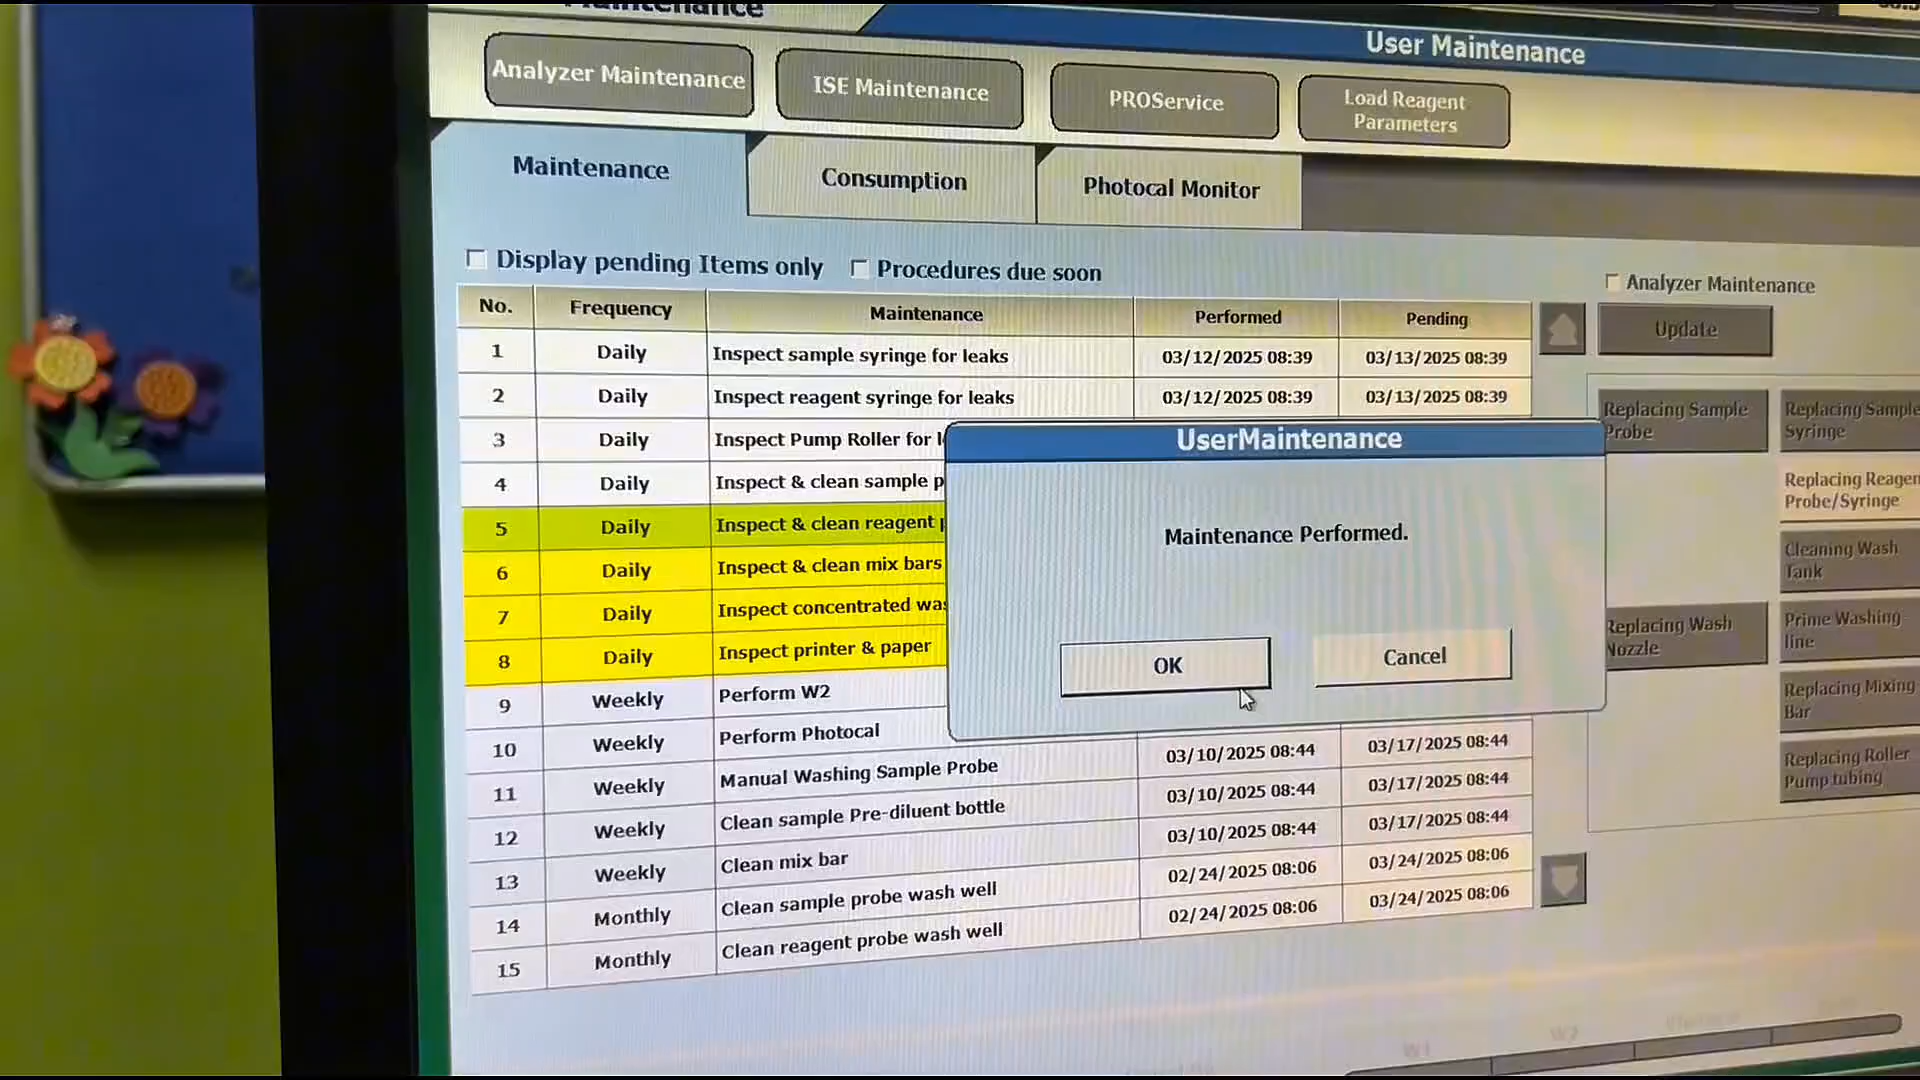 Maintenance
User Maintenance
Analyzer Maintenance
ISE Maintenance
PROService
Load Reagent
Parameters
Maintenance
Consumption
Photocal Monitor
Display pending Items only
Procedures due soon
Analyzer Maintenance
Update
No. Frequency Maintenance Performed Pending
1 Daily Inspect sample syringe for leaks 03/12/2025 08:39 03/13/2025 08:39
2 Daily Inspect reagent syringe for leaks 03/12/2025 08:39 03/13/2025 08:39
3 Daily Inspect Pump Roller for l
4 Daily Inspect & clean sample p
5 Daily Inspect & clean reagent p
6 Daily Inspect & clean mix bars
7 Daily Inspect concentrated was
8 Daily Inspect printer & paper
9 Weekly Perform W2
10 Weekly Perform Photocal 03/10/2025 08:44 03/17/2025 08:44
11 Weekly Manual Washing Sample Probe 03/10/2025 08:44 03/17/2025 08:44
12 Weekly Clean sample Pre-diluent bottle 03/10/2025 08:44 03/17/2025 08:44
13 Weekly Clean mix bar 02/24/2025 08:06 03/24/2025 08:06
14 Monthly Clean sample probe wash well 02/24/2025 08:06 03/24/2025 08:06
15 Monthly Clean reagent probe wash well
UserMaintenance
Maintenance Performed.
OK
Cancel
Replacing Sample
Probe
Replacing Sample
Syringe
Replacing Reagen
Probe/Syringe
Cleaning Wash
Tank
Replacing Wash
Nozzle
Prime Washing
line
Replacing Mixing
Bar
Replacing Roller
Pump tubing
W1
W2